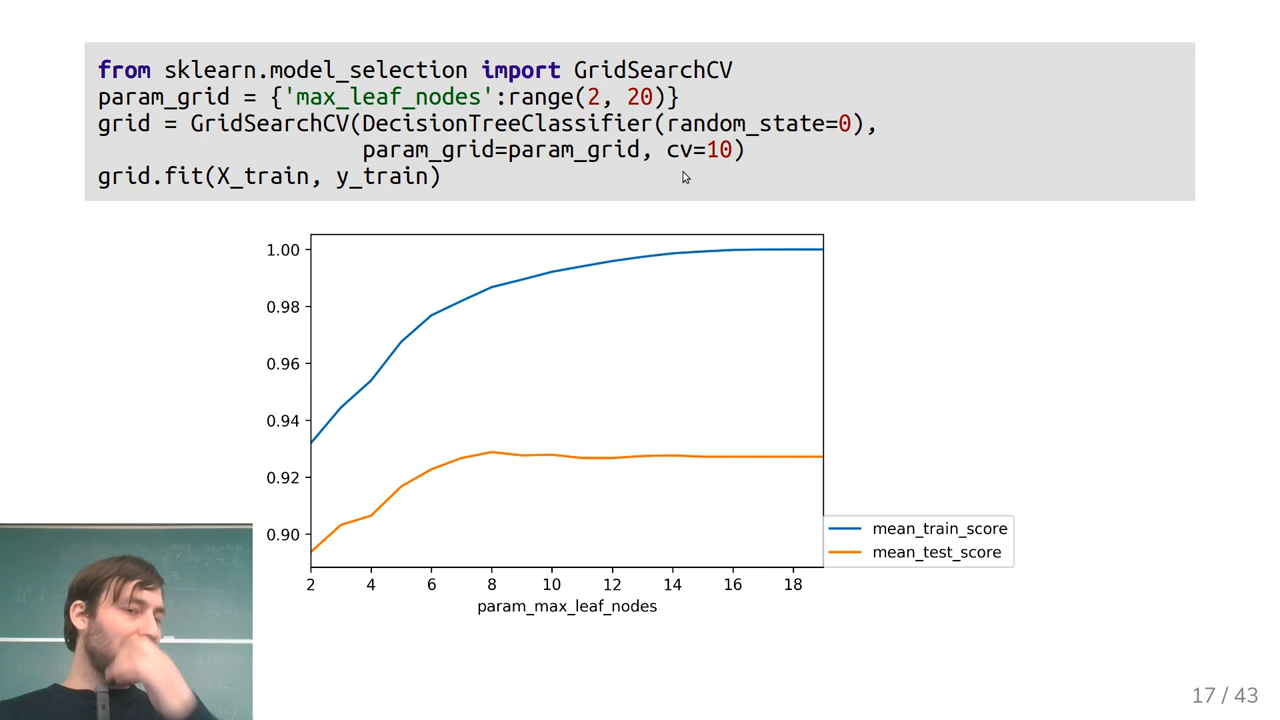 from sklearn.model_selection import GridSearchCV
param_grid = {'max_leaf_nodes':range(2, 20)}
grid = GridSearchCV(DecisionTreeClassifier(random_state=0),
                    param_grid=param_grid, cv=10)
grid.fit(X_train, y_train)
1.00
0.98
0.96
0.94
0.92
0.90
2 4 6 8 10 12 14 16 18
param_max_leaf_nodes
mean_train_score
mean_test_score
17 / 43